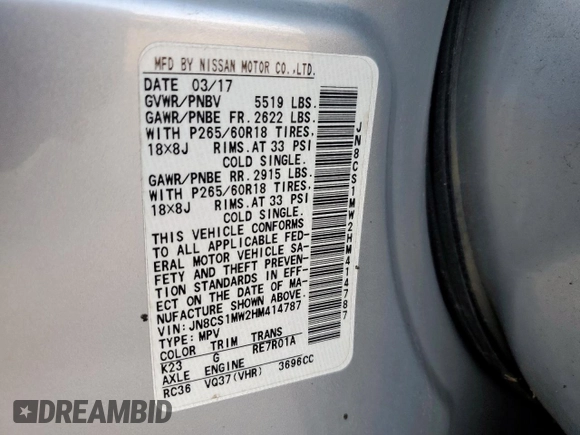 MFD BY NISSAN MOTOR CO.,LTD.
DATE 03/17
GVWR/PNBV 5519 LBS.
GAWR/PNBE FR. 2622 LBS.
WITH P265/60R18 TIRES,
18×8J RIMS. AT 33 PSI
COLD SINGLE.
GAWR/PNBE RR. 2915 LBS.
WITH P265/60R18 TIRES,
18×8J RIMS. AT 33 PSI
COLD SINGLE.
THIS VEHICLE CONFORMS
TO ALL APPLICABLE FED-
ERAL MOTOR VEHICLE SA-
FETY AND THEFT PREVEN-
TION STANDARDS IN EFF-
ECT ON THE DATE OF MA-
NUFACTURE SHOWN ABOVE.
VIN: JN8CS1MW2HM414787
TYPE: MPV
COLOR TRIM TRANS
K23 G RE7R01A
AXLE ENGINE
RC36 VQ37(VHR) 3696CC
JN8CS1MW2HM414787
DREAMBID